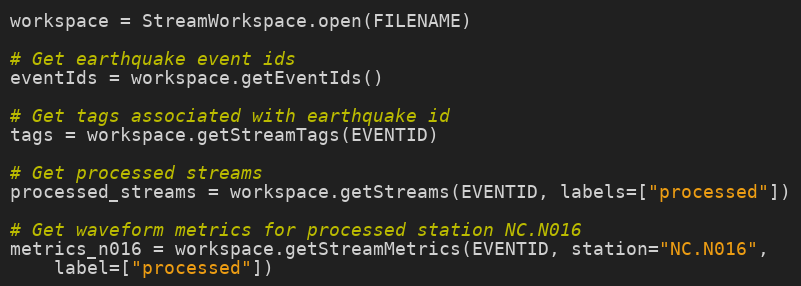 workspace = StreamWorkspace.open(FILENAME)
# Get earthquake event ids
eventIds = workspace.getEventIds()
# Get tags associated with earthquake id
tags = workspace.getStreamTags(EVENTID)
# Get processed streams
processed_streams = workspace.getStreams(EVENTID, labels=["processed"])
# Get waveform metrics for processed station NC.N016
metrics_n016 = workspace.getStreamMetrics(EVENTID, station="NC.N016",
    label=["processed"])